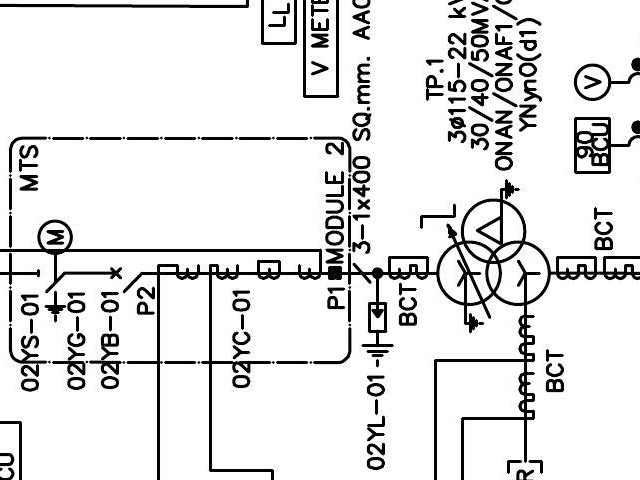 LL
V METE
3-1x400 SQ.mm. AAC
TP.1
3ø115-22 kV
30/40/50MV
ONAN/ONAF1/
YNyn0(d1)
V
90
BCU
MTS
MODULE 2
M
P1
P2
02YS-01
02YG-01
02YB-01
02YC-01
02YL-01
BCT
BCT
BCT
CU
R